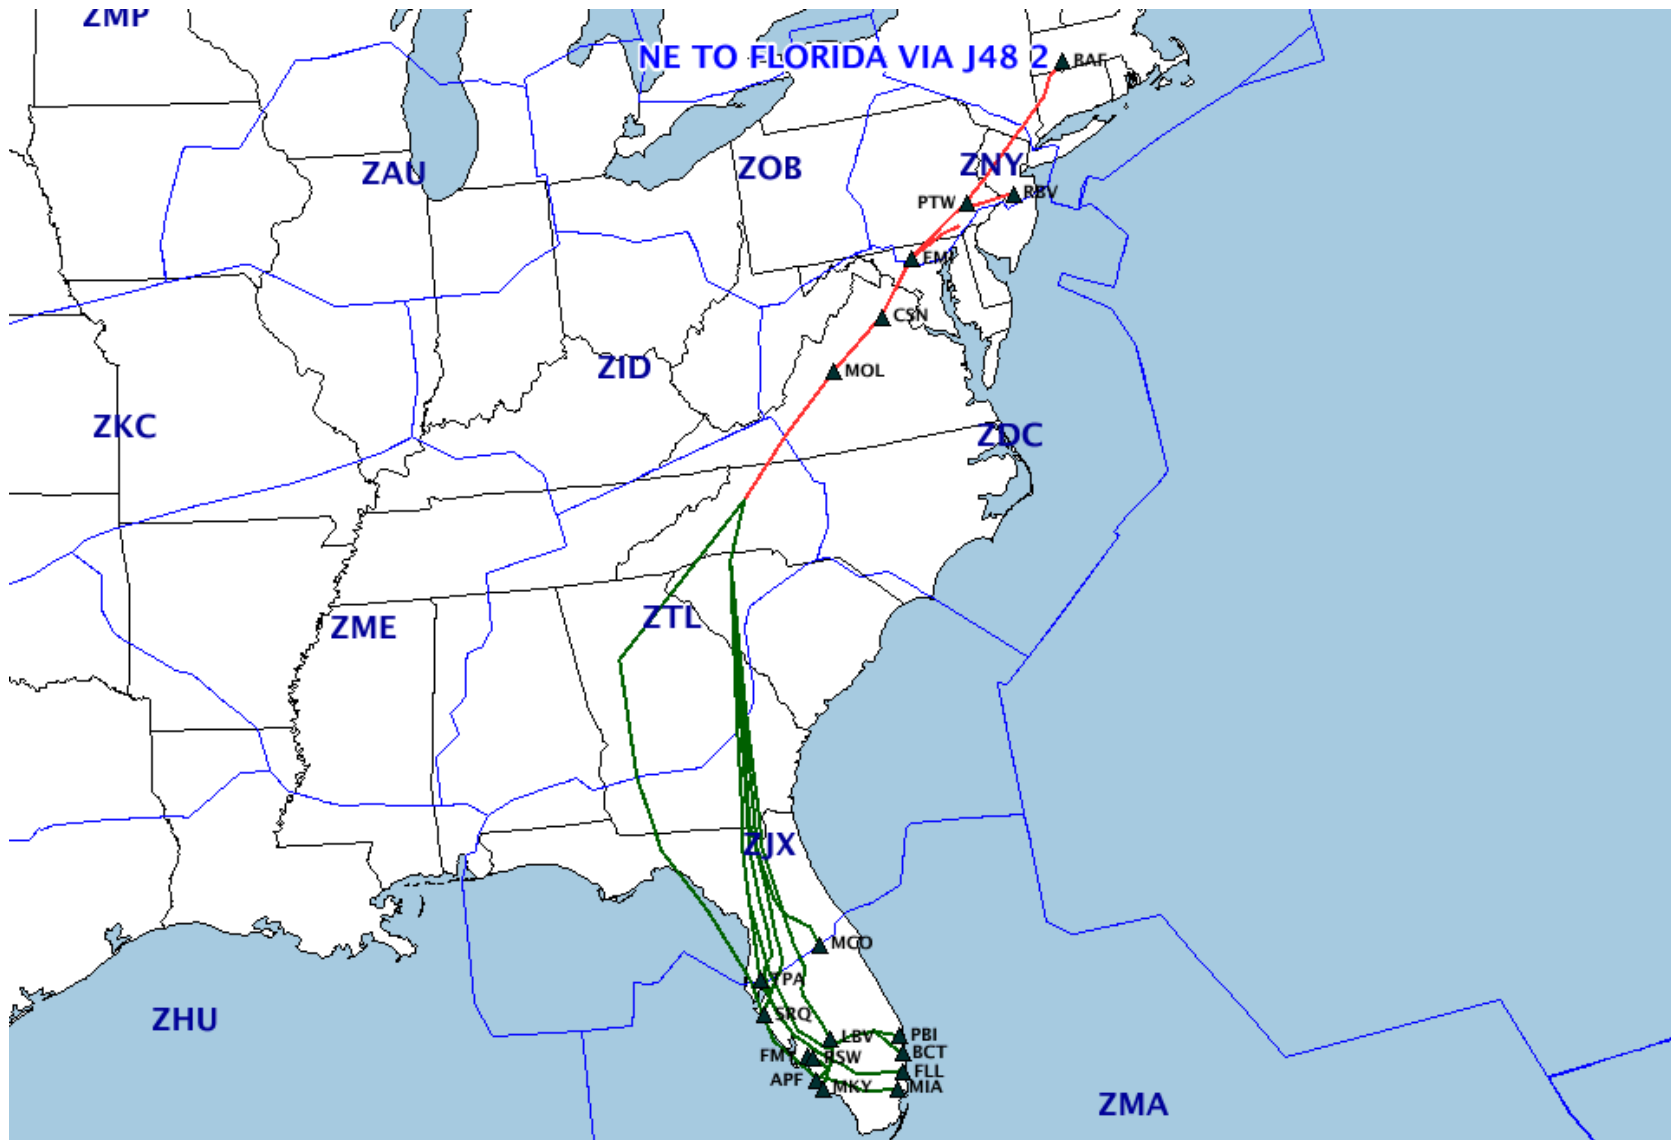 ZMP
NE TO FLORIDA VIA J48 2
BAF
ZAU
ZOB
ZNY
RBV
PTW
EMI
CSN
ZID
MOL
ZKC
ZDC
ZTL
ZME
ZJX
MCO
TPA
SRQ
ZHU
LBV
PBI
FMY
RSW
BCT
FLL
APF
MKY
MIA
ZMA